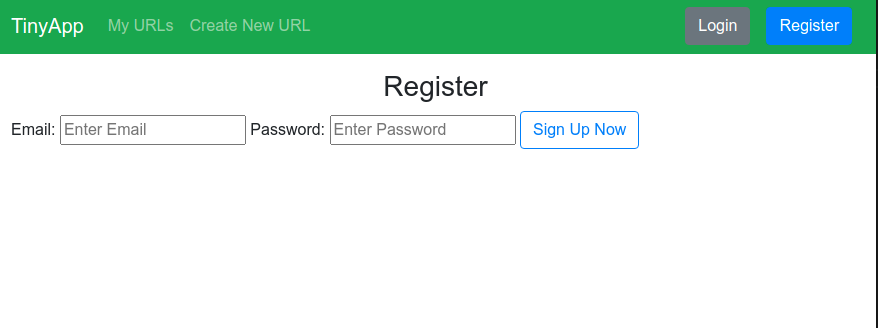 TinyApp My URLs Create New URL Login Register
Register
Email: Enter Email Password: Enter Password Sign Up Now